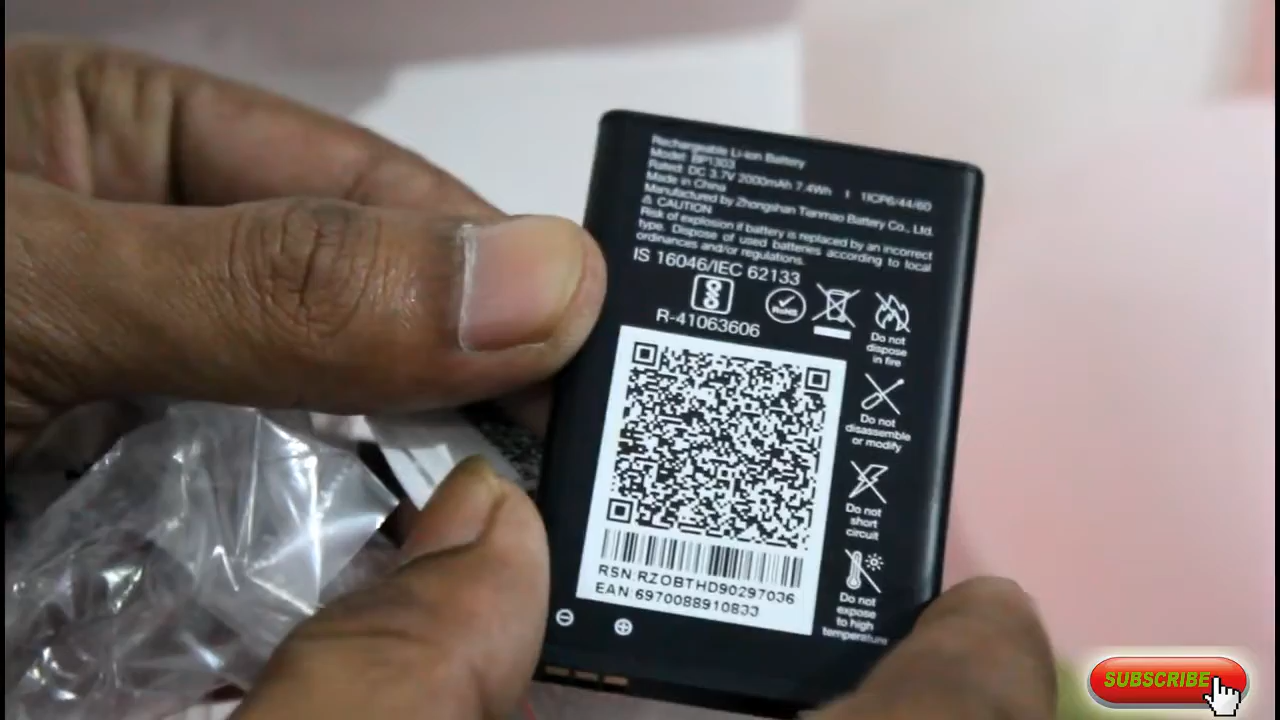 Rechargeable Li-ion Battery
Model: BP1303
Rated: DC 3.7V 2000mAh 7.4Wh 1 1ICP6/44/60
Made in China
Manufactured by Zhongshan Tianmao Battery Co., Ltd.
⚠ CAUTION
Risk of explosion if battery is replaced by an incorrect
type. Dispose of used batteries according to local
ordinances and/or regulations.
IS 16046/IEC 62133
R-41063606
RoHS
Do not
dispose
in fire
Do not
disassemble
or modify
Do not
short
circuit
Do not
expose
to high
temperature
RSN:RZOBTHD90297036
EAN:6970088910833
SUBSCRIBE